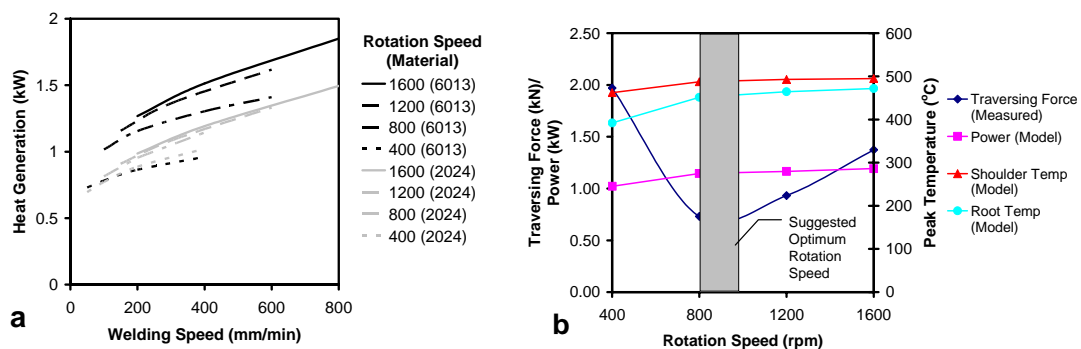 2
1.5
1
0.5
0
0 200 400 600 800
Heat Generation (kW)
Welding Speed (mm/min)
a
Rotation Speed
(Material)
1600 (6013)
1200 (6013)
800 (6013)
400 (6013)
1600 (2024)
1200 (2024)
800 (2024)
400 (2024)
2.50
2.00
1.50
1.00
0.50
0.00
400 800 1200 1600
Traversing Force (kN)/
Power (kW)
Rotation Speed (rpm)
b
600
500
400
300
200
100
0
Peak Temperature (°C)
Suggested
Optimum
Rotation
Speed
Traversing Force
(Measured)
Power (Model)
Shoulder Temp
(Model)
Root Temp
(Model)